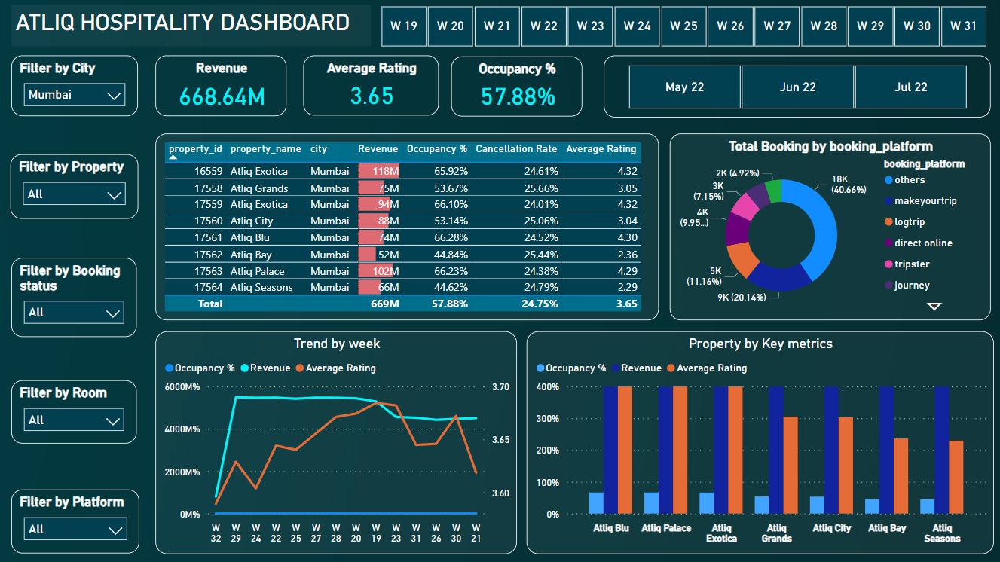 ATLIQ HOSPITALITY DASHBOARD
W 19 W 20 W 21 W 22 W 23 W 24 W 25 W 26 W 27 W 28 W 29 W 30 W 31
Filter by City
Mumbai
Revenue
668.64M
Average Rating
3.65
Occupancy %
57.88%
May 22 Jun 22 Jul 22
Filter by Property
All
Filter by Booking
status
All
Filter by Room
All
Filter by Platform
All
property_id property_name city Revenue Occupancy % Cancellation Rate Average Rating
16559 Atliq Exotica Mumbai 118M 65.92% 24.61% 4.32
17558 Atliq Grands Mumbai 75M 53.67% 25.66% 3.05
17559 Atliq Exotica Mumbai 94M 66.10% 24.01% 4.32
17560 Atliq City Mumbai 88M 53.14% 25.06% 3.04
17561 Atliq Blu Mumbai 74M 66.28% 24.52% 4.30
17562 Atliq Bay Mumbai 52M 44.84% 25.44% 2.36
17563 Atliq Palace Mumbai 102M 66.23% 24.38% 4.29
17564 Atliq Seasons Mumbai 66M 44.62% 24.79% 2.29
Total 669M 57.88% 24.75% 3.65
Total Booking by booking_platform
2K (4.92%)
3K
(7.15%)
4K
(9.95...)
5K
(11.16%)
9K (20.14%)
18K
(40.66%)
booking_platform
others
makeyourtrip
logtrip
direct online
tripster
journey
Trend by week
Occupancy % Revenue Average Rating
6000M%
4000M%
2000M%
0M%
3.70
3.65
3.60
W W W W W W W W W W W W W W
32 29 24 22 25 27 28 20 19 23 31 26 30 21
Property by Key metrics
Occupancy % Revenue Average Rating
400%
300%
200%
100%
0%
Atliq Blu Atliq Palace Atliq Atliq Atliq City Atliq Bay Atliq
Exotica Grands Seasons